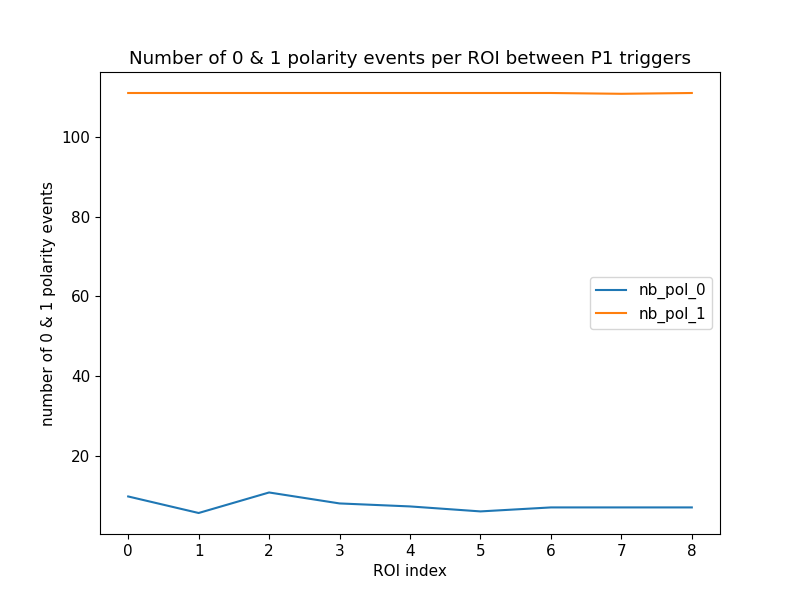 Number of 0 & 1 polarity events per ROI between P1 triggers
number of 0 & 1 polarity events
100
80
60
40
20
nb_pol_0
nb_pol_1
0 1 2 3 4 5 6 7 8
ROI index